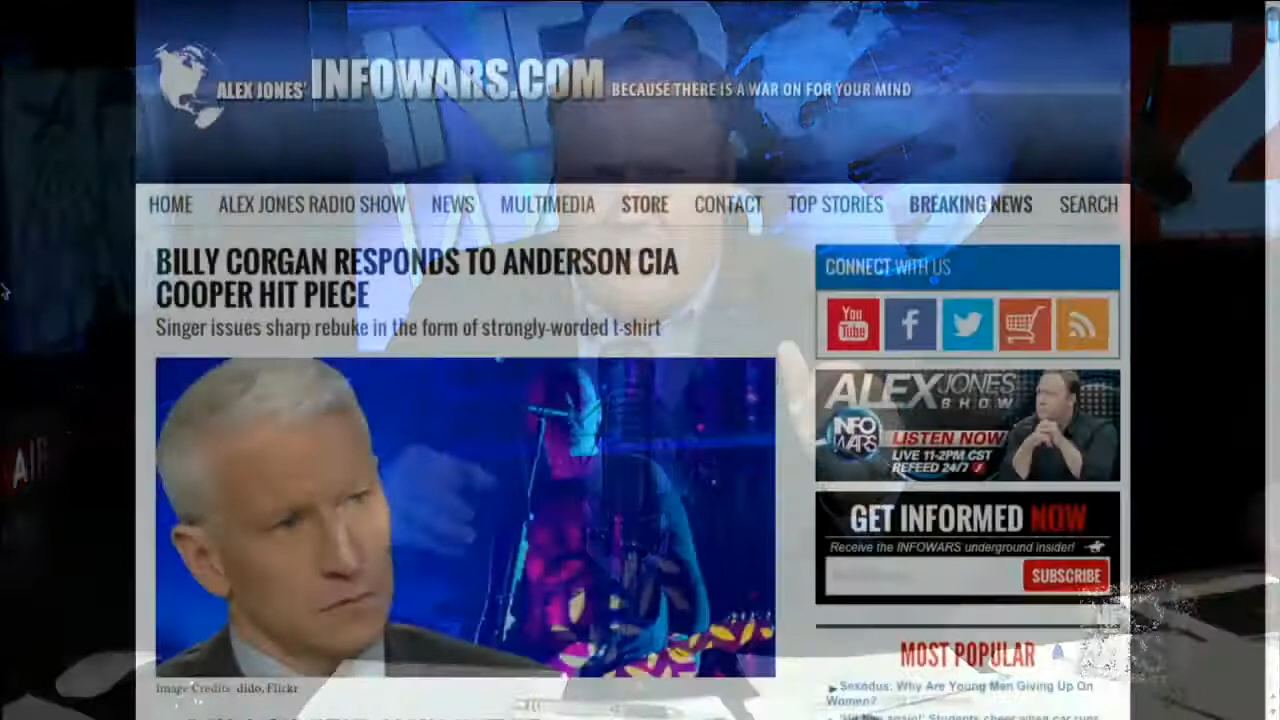 ALEX JONES' INFOWARS.COM BECAUSE THERE IS A WAR ON FOR YOUR MIND
HOME ALEX JONES RADIO SHOW NEWS MULTIMEDIA STORE CONTACT TOP STORIES BREAKING NEWS SEARCH
BILLY CORGAN RESPONDS TO ANDERSON CIA
COOPER HIT PIECE
Singer issues sharp rebuke in the form of strongly-worded t-shirt
Image Credits: dido, Flickr
CONNECT WITH US
You
Tube
ALEX JONES
SHOW
INFO
WARS
LISTEN NOW
LIVE 11-2PM CST
REFEED 24/7
GET INFORMED NOW
Receive the INFOWARS underground insider!
SUBSCRIBE
MOST POPULAR
Sexodus: Why Are Young Men Giving Up On
Women?
AIR